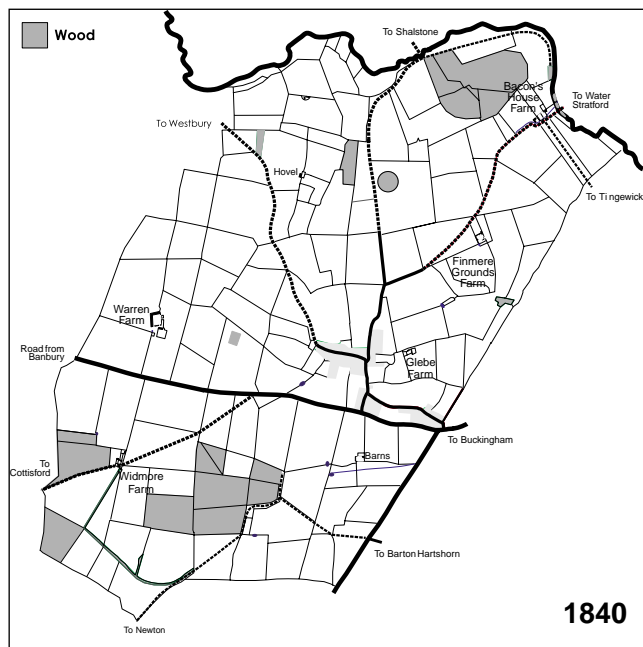 Wood
To Shalstone
Bacon's
House
Farm
To Water
Stratford
To Westbury
Hovel
To Tingewick
Finmere
Grounds
Farm
Warren
Farm
Road from
Banbury
Glebe
Farm
To Buckingham
To
Cottisford
Barns
Widmore
Farm
To Barton Hartshorn
To Newton
1840